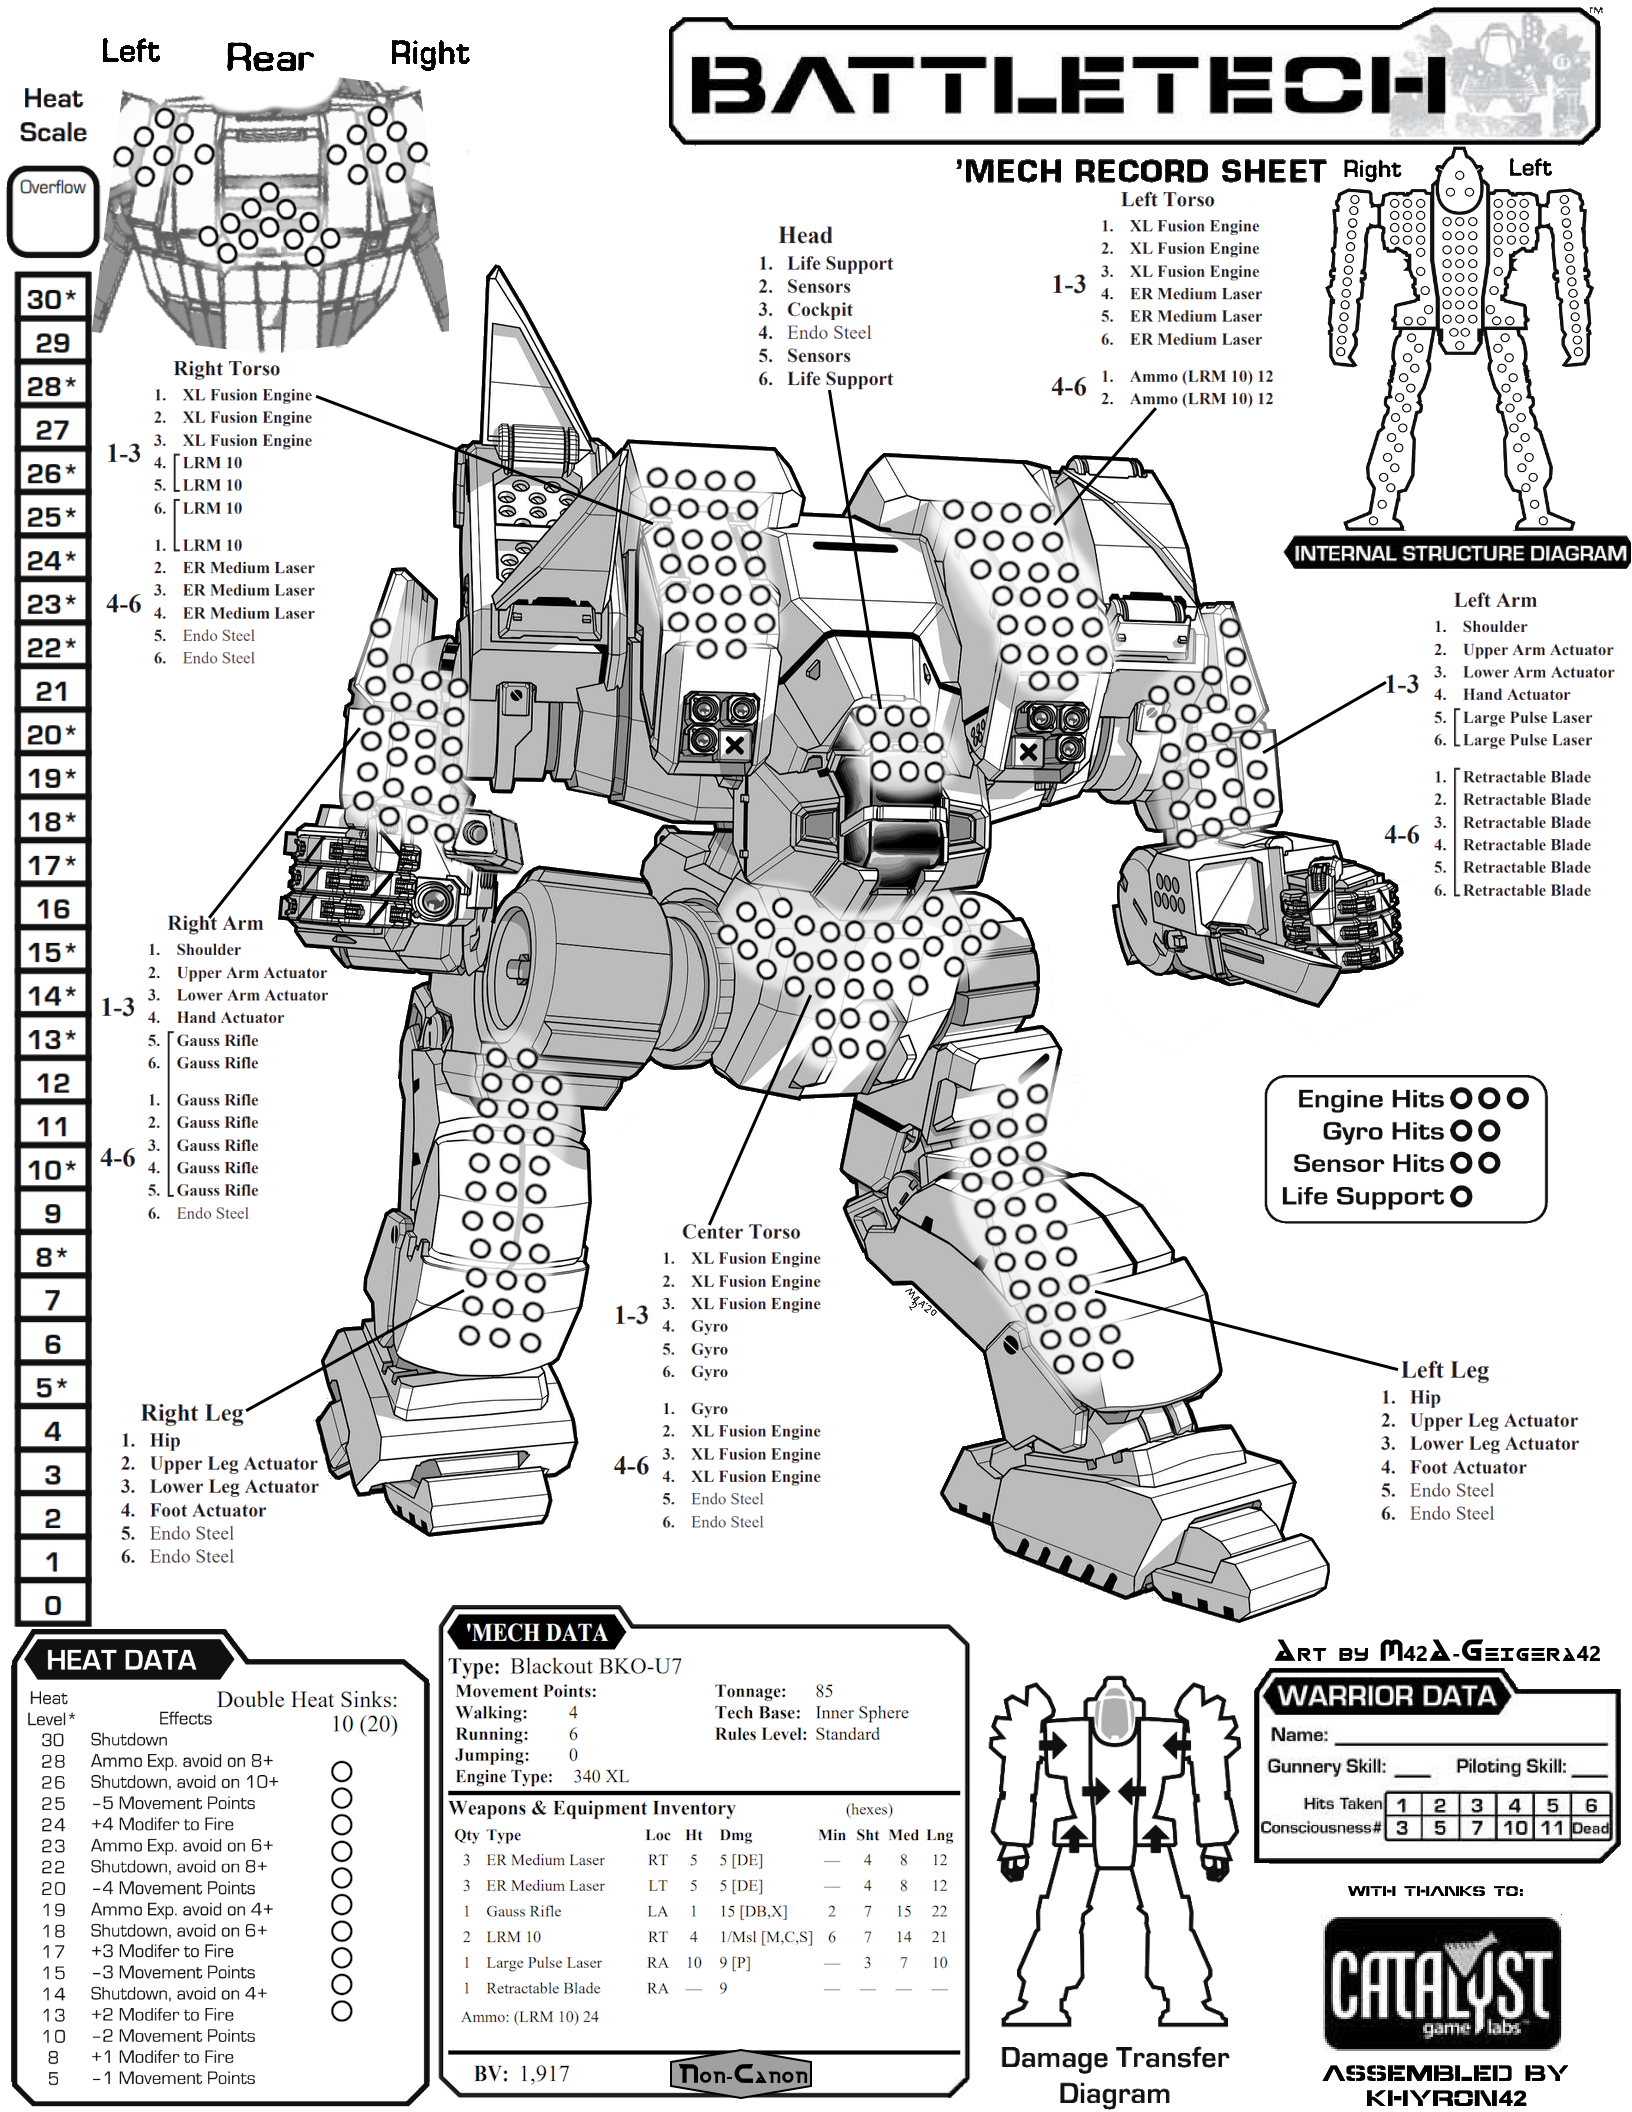 Left Rear Right
BATTLETECH
TM
'MECH RECORD SHEET
Heat
Scale
Overflow
30*
29
28*
27
26*
25*
24*
23*
22*
21
20*
19*
18*
17*
16
15*
14*
13*
12
11
10*
9
8*
7
6
5*
4
3
2
1
0
Right Left
INTERNAL STRUCTURE DIAGRAM
Head
1. Life Support
2. Sensors
3. Cockpit
4. Endo Steel
5. Sensors
6. Life Support
Left Torso
1. XL Fusion Engine
2. XL Fusion Engine
1-3 3. XL Fusion Engine
4. ER Medium Laser
5. ER Medium Laser
6. ER Medium Laser
4-6 1. Ammo (LRM 10) 12
2. Ammo (LRM 10) 12
Right Torso
1. XL Fusion Engine
2. XL Fusion Engine
1-3 3. XL Fusion Engine
4. LRM 10
5. LRM 10
6. LRM 10
1. LRM 10
2. ER Medium Laser
4-6 3. ER Medium Laser
4. ER Medium Laser
5. Endo Steel
6. Endo Steel
Left Arm
1. Shoulder
2. Upper Arm Actuator
1-3 3. Lower Arm Actuator
4. Hand Actuator
5. Large Pulse Laser
6. Large Pulse Laser
1. Retractable Blade
2. Retractable Blade
4-6 3. Retractable Blade
4. Retractable Blade
5. Retractable Blade
6. Retractable Blade
Right Arm
1. Shoulder
2. Upper Arm Actuator
1-3 3. Lower Arm Actuator
4. Hand Actuator
5. Gauss Rifle
6. Gauss Rifle
1. Gauss Rifle
2. Gauss Rifle
4-6 3. Gauss Rifle
4. Gauss Rifle
5. Gauss Rifle
6. Endo Steel
Engine Hits
Gyro Hits
Sensor Hits
Life Support
Center Torso
1. XL Fusion Engine
2. XL Fusion Engine
1-3 3. XL Fusion Engine
4. Gyro
5. Gyro
6. Gyro
1. Gyro
2. XL Fusion Engine
4-6 3. XL Fusion Engine
4. XL Fusion Engine
5. Endo Steel
6. Endo Steel
Right Leg
1. Hip
2. Upper Leg Actuator
3. Lower Leg Actuator
4. Foot Actuator
5. Endo Steel
6. Endo Steel
Left Leg
1. Hip
2. Upper Leg Actuator
3. Lower Leg Actuator
4. Foot Actuator
5. Endo Steel
6. Endo Steel
HEAT DATA
Heat
Level* Effects
Double Heat Sinks:
10 (20)
30 Shutdown
28 Ammo Exp. avoid on 8+
26 Shutdown, avoid on 10+
25 -5 Movement Points
24 +4 Modifer to Fire
23 Ammo Exp. avoid on 6+
22 Shutdown, avoid on 8+
20 -4 Movement Points
19 Ammo Exp. avoid on 4+
18 Shutdown, avoid on 6+
17 +3 Modifer to Fire
15 -3 Movement Points
14 Shutdown, avoid on 4+
13 +2 Modifer to Fire
10 -2 Movement Points
8 +1 Modifer to Fire
5 -1 Movement Points
'MECH DATA
Type: Blackout BKO-U7
Movement Points: Tonnage: 85
Walking: 4 Tech Base: Inner Sphere
Running: 6 Rules Level: Standard
Jumping: 0
Engine Type: 340 XL
Weapons & Equipment Inventory (hexes)
Qty Type Loc Ht Dmg Min Sht Med Lng
3 ER Medium Laser RT 5 5 [DE] — 4 8 12
3 ER Medium Laser LT 5 5 [DE] — 4 8 12
1 Gauss Rifle LA 1 15 [DB,X] 2 7 15 22
2 LRM 10 RT 4 1/Msl [M,C,S] 6 7 14 21
1 Large Pulse Laser RA 10 9 [P] — 3 7 10
1 Retractable Blade RA — 9 — — — —
Ammo: (LRM 10) 24
BV: 1,917
Non-Canon
Damage Transfer
Diagram
Art by M42A-Geigera42
WARRIOR DATA
Name:
Gunnery Skill: Piloting Skill:
Hits Taken 1 2 3 4 5 6
Consciousness# 3 5 7 10 11 Dead
WITH THANKS TO:
CATALYST
game labs
ASSEMBLED BY
KHYRON42